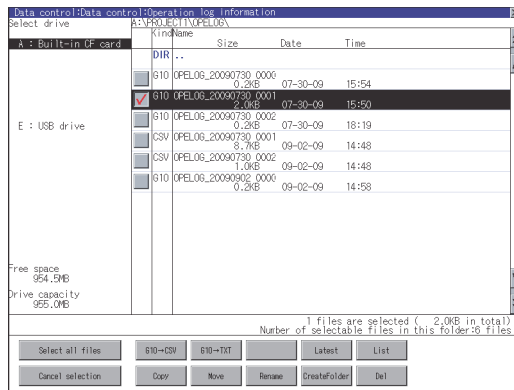 Data control:Data control:Operation log information
Select drive A:\PROJECT1\OPELOG\
Kind Name
Size Date Time
A : Built-in CF card
DIR ..
G10 OPELOG_20090730_0000
0.2KB 07-30-09 15:54
G10 OPELOG_20090730_0001
2.0KB 07-30-09 15:50
G10 OPELOG_20090730_0002
0.2KB 07-30-09 18:19
E : USB drive
CSV OPELOG_20090730_0001
8.7KB 09-02-09 14:48
CSV OPELOG_20090730_0002
1.0KB 09-02-09 14:48
G10 OPELOG_20090902_0000
0.2KB 09-02-09 14:58
Free space
954.5MB
Drive capacity
955.0MB
1 files are selected ( 2.0KB in total)
Number of selectable files in this folder:6 files
Select all files G10→CSV G10→TXT Latest List
Cancel selection Copy Move Rename CreateFolder Del